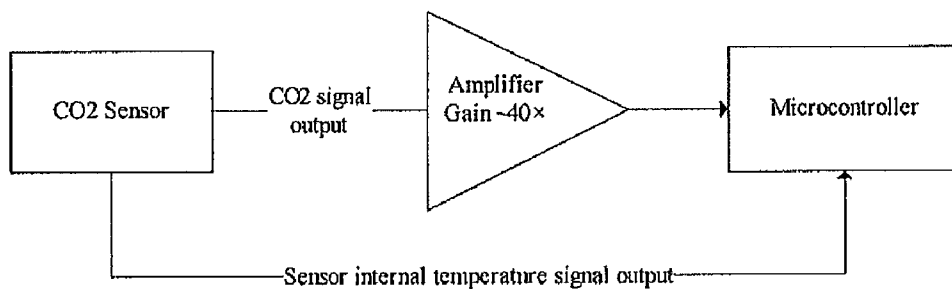 CO2 Sensor
CO2 signal
output
Amplifier
Gain ~40×
Microcontroller
Sensor internal temperature signal output